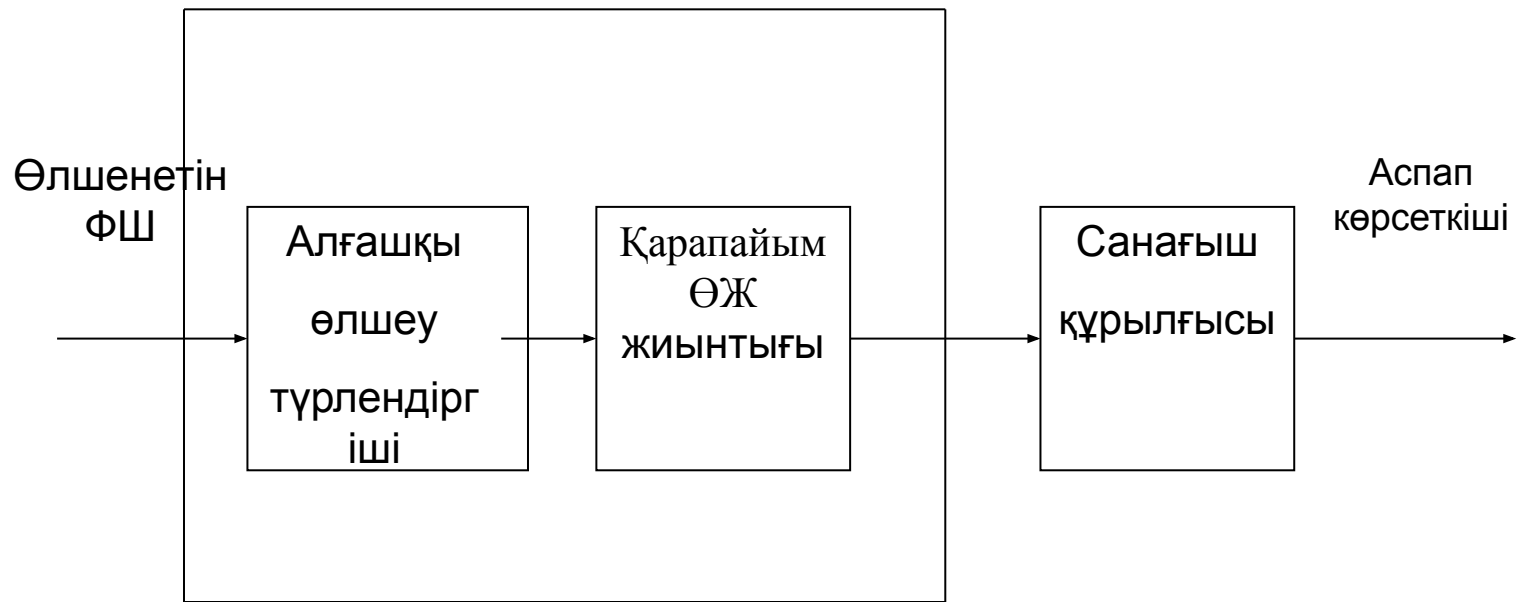 Өлшенетін
ФШ
Алғашқы
өлшеу
түрлендірг
іші
Қарапайым
ӨЖ
жиынтығы
Санағыш
құрылғысы
Аспап
көрсеткіші